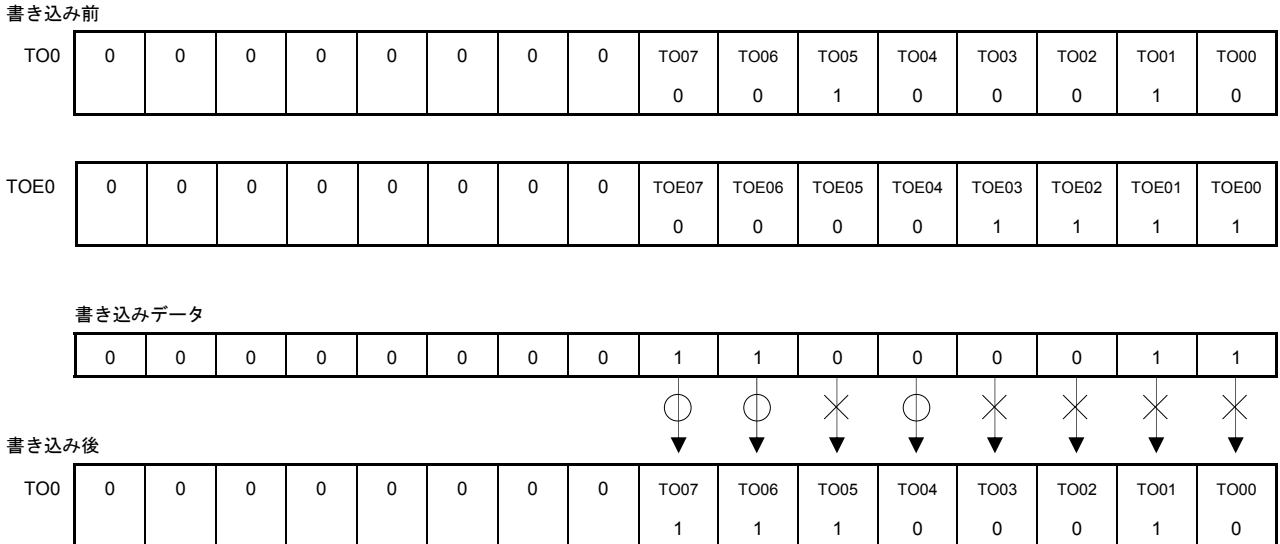 書き込み前
TO0 0 0 0 0 0 0 0 0 TO07 TO06 TO05 TO04 TO03 TO02 TO01 TO00
0 0 1 0 0 0 1 0
TOE0 0 0 0 0 0 0 0 0 TOE07 TOE06 TOE05 TOE04 TOE03 TOE02 TOE01 TOE00
0 0 0 0 1 1 1 1
書き込みデータ
0 0 0 0 0 0 0 0 1 1 0 0 0 0 1 1
書き込み後
TO0 0 0 0 0 0 0 0 0 TO07 TO06 TO05 TO04 TO03 TO02 TO01 TO00
1 1 1 0 0 0 1 0